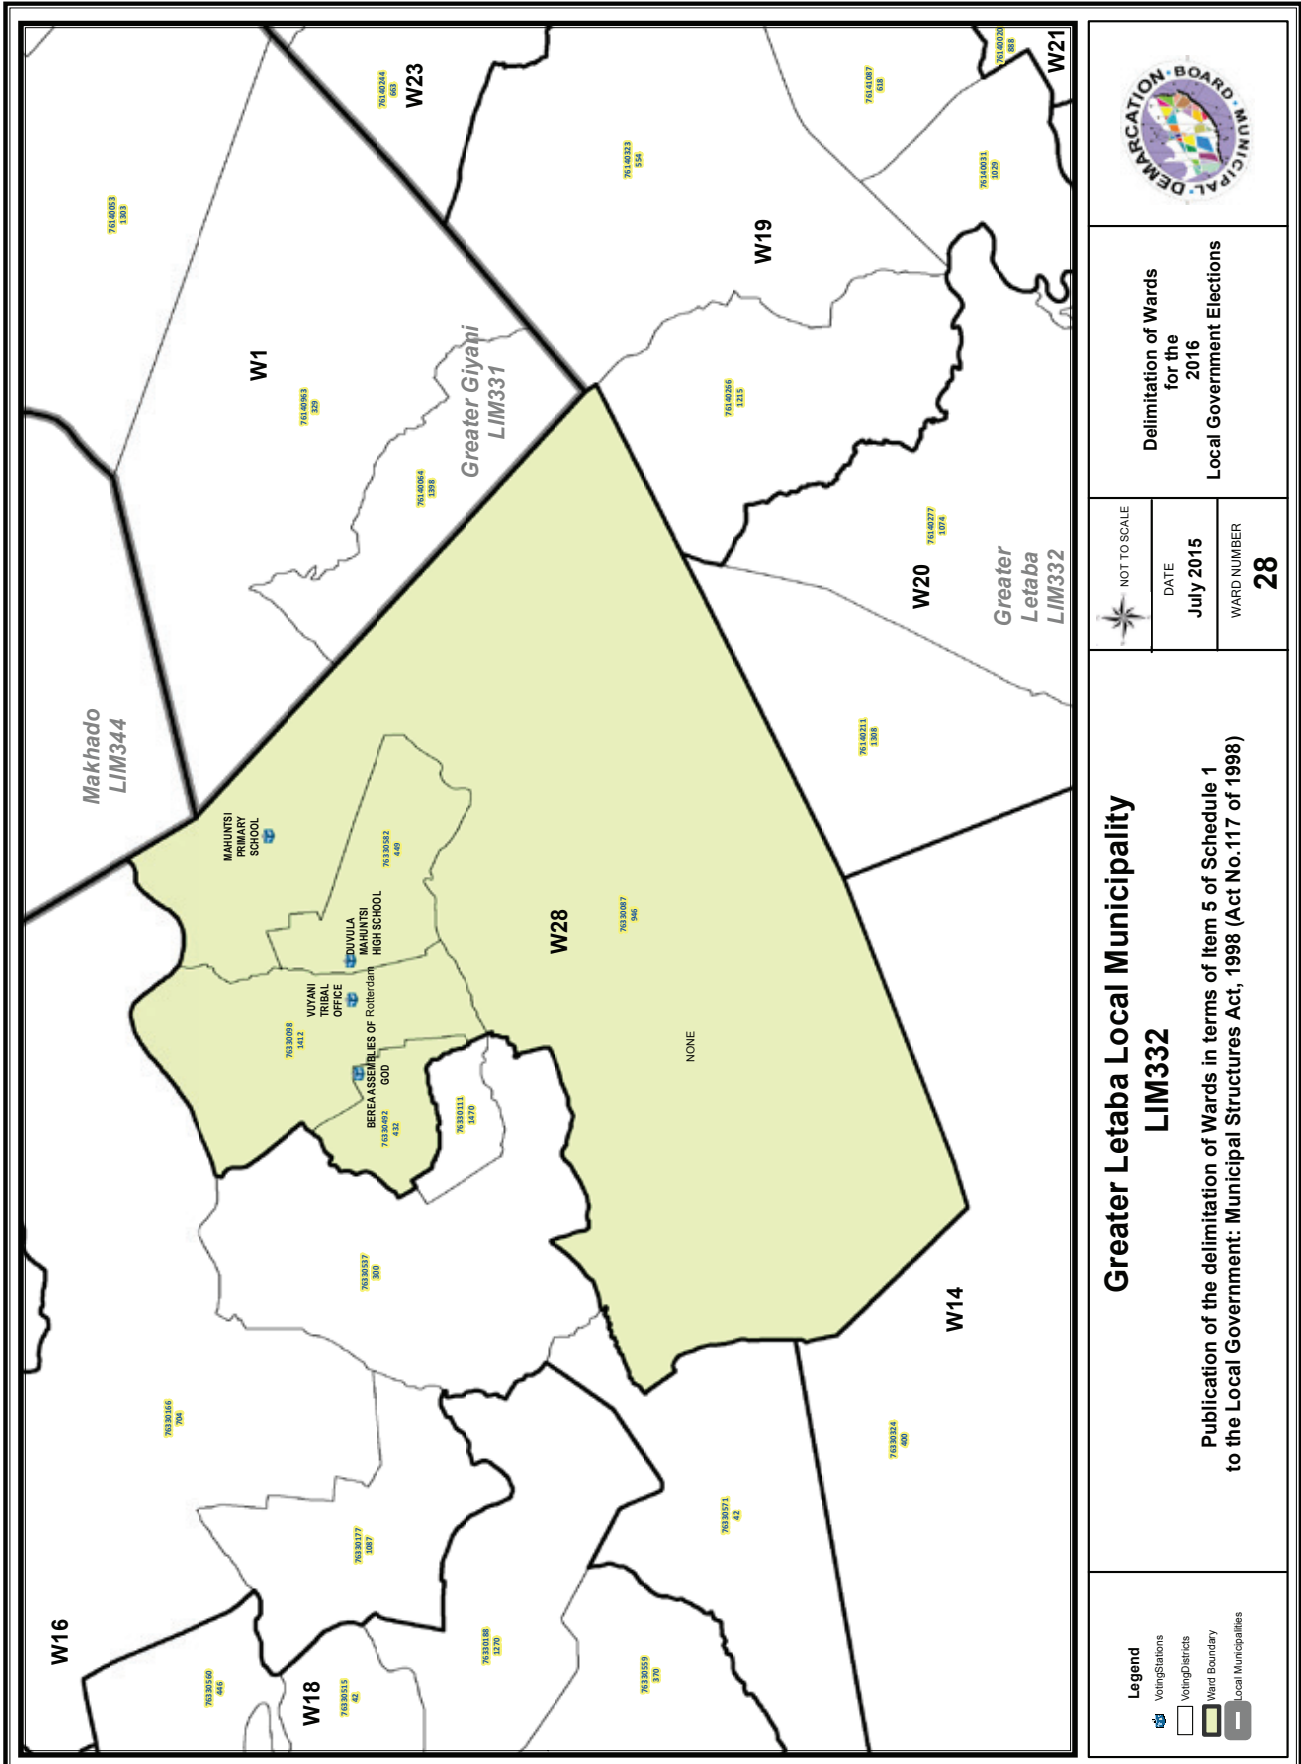 W16
W18
W14
W28
W20
W19
W1
W23
W21
Makhado
LIM344
Greater Giyani
LIM331
Greater
Letaba
LIM332
76330560
446
76330515
42
76330188
1270
76330559
370
76330177
1087
76330166
704
76330571
42
76330324
400
76330537
300
76330492
432
76330111
1470
76330098
1412
76330582
449
76330087
946
76140211
1308
76140277
1074
76140266
1215
76140064
1398
76140963
329
76140053
1303
76140244
663
76140323
554
76141087
618
76140031
1029
76140020
888
MAHUNTSI
PRIMARY
SCHOOL
DUVULA
MAHUNTSI
HIGH SCHOOL
VUYANI
TRIBAL
OFFICE
BEREA ASSEMBLIES OF
GOD
Rotterdam
NONE
Legend
VotingStations
VotingDistricts
Ward Boundary
Local Municipalities
Greater Letaba Local Municipality
LIM332
Publication of the delimitation of Wards in terms of Item 5 of Schedule 1
to the Local Government: Municipal Structures Act, 1998 (Act No.117 of 1998)
NOT TO SCALE
DATE
July 2015
WARD NUMBER
28
Delimitation of Wards
for the
2016
Local Government Elections
MUNICIPAL · DEMARCATION · BOARD ·